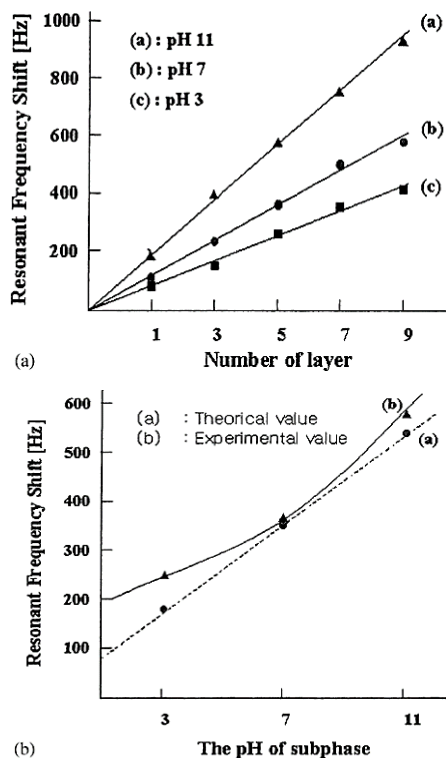 1000
800
600
400
200
Resonant Frequency Shift [Hz]
(a) : pH 11
(b) : pH 7
(c) : pH 3
(a)
(b)
(c)
1 3 5 7 9
(a)
Number of layer
600
500
400
300
200
100
Resonant Frequency Shift [Hz]
(a) : Theorical value
(b) : Experimental value
(b)
(a)
3 7 11
(b)
The pH of subphase